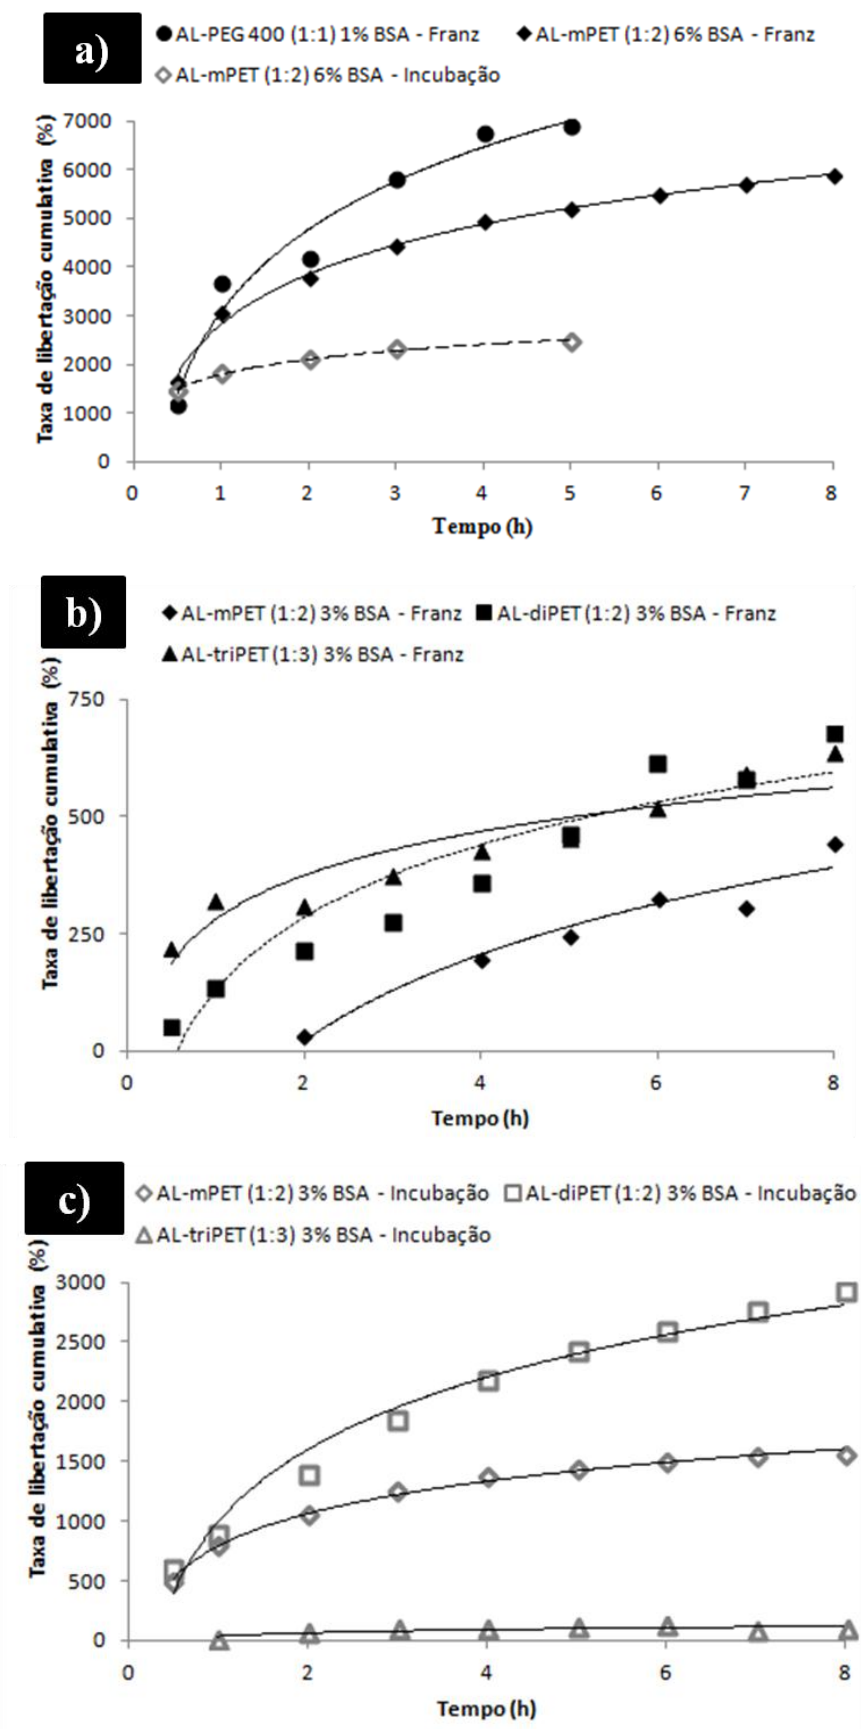 a)
AL-PEG 400 (1:1) 1% BSA - Franz AL-mPET (1:2) 6% BSA - Franz
AL-mPET (1:2) 6% BSA - Incubação
Taxa de libertação cumulativa (%)
7000
6000
5000
4000
3000
2000
1000
0
0 1 2 3 4 5 6 7 8
Tempo (h)
b)
AL-mPET (1:2) 3% BSA - Franz AL-diPET (1:2) 3% BSA - Franz
AL-triPET (1:3) 3% BSA - Franz
Taxa de libertação cumulativa (%)
750
500
250
0
0 2 4 6 8
Tempo (h)
c)
AL-mPET (1:2) 3% BSA - Incubação AL-diPET (1:2) 3% BSA - Incubação
AL-triPET (1:3) 3% BSA - Incubação
Taxa de libertação cumulativa (%)
3000
2500
2000
1500
1000
500
0
0 2 4 6 8
Tempo (h)